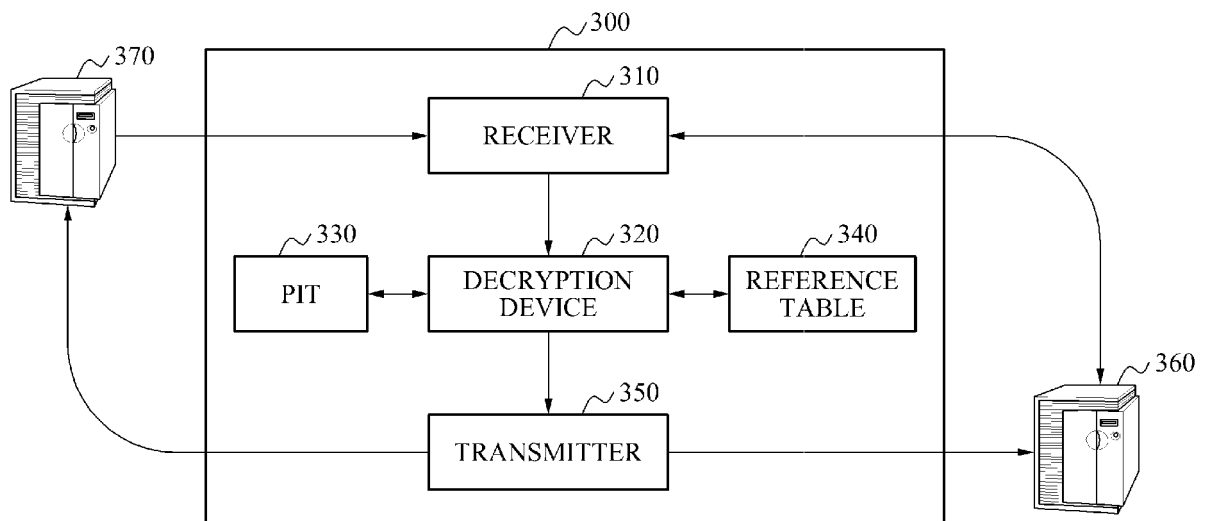 300
370
310
RECEIVER
330
320
340
PIT
DECRYPTION
DEVICE
REFERENCE
TABLE
360
350
TRANSMITTER